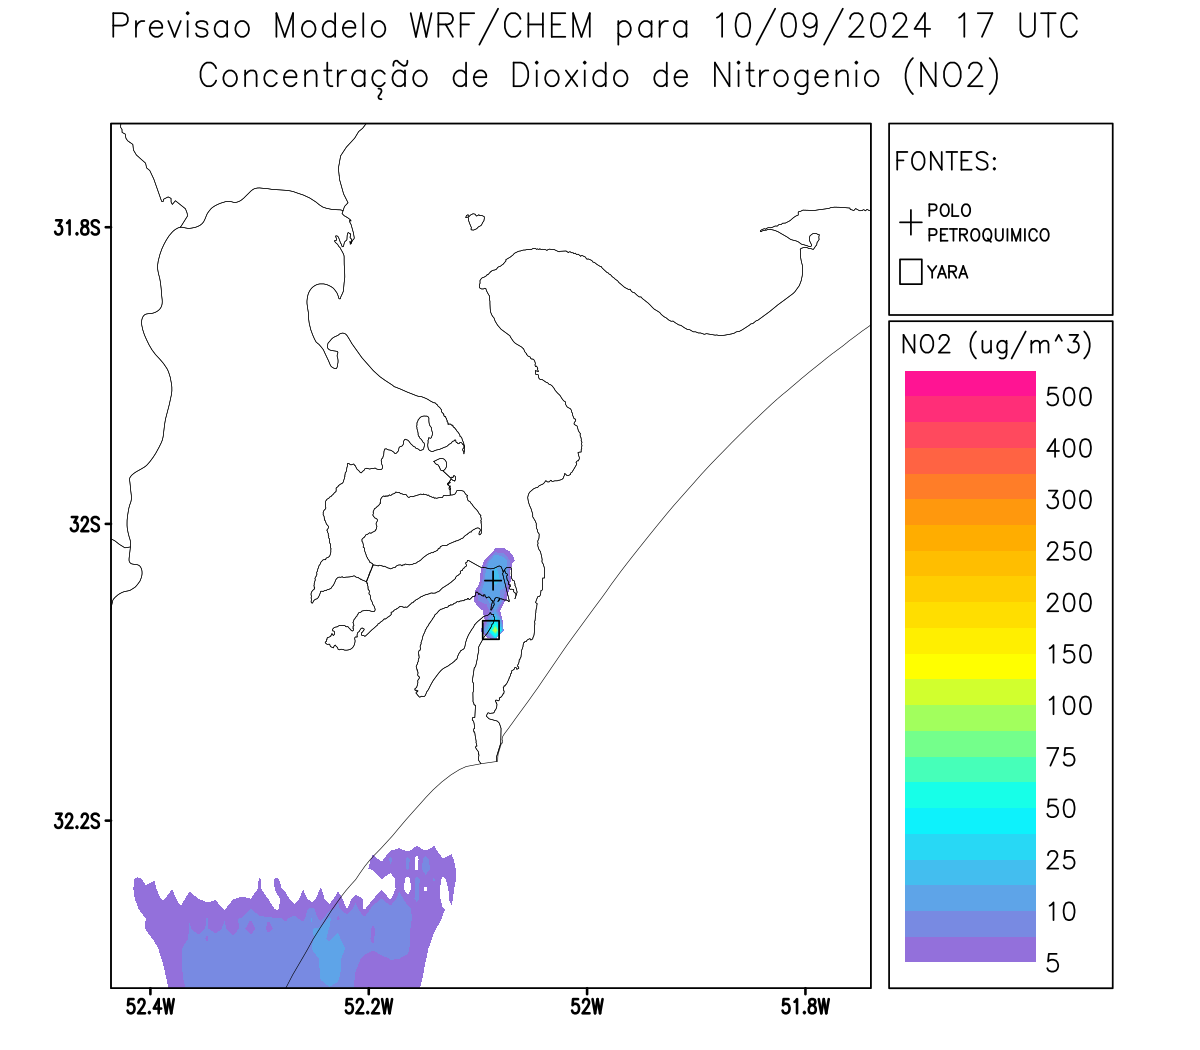 Previsao Modelo WRF/CHEM para 10/09/2024 17 UTC
Concentração de Dioxido de Nitrogenio (NO2)
FONTES:
POLO
PETROQUIMICO
YARA
NO2 (ug/m^3)
500
400
300
250
200
150
100
75
50
25
10
5
31.8S
32S
32.2S
52.4W
52.2W
52W
51.8W